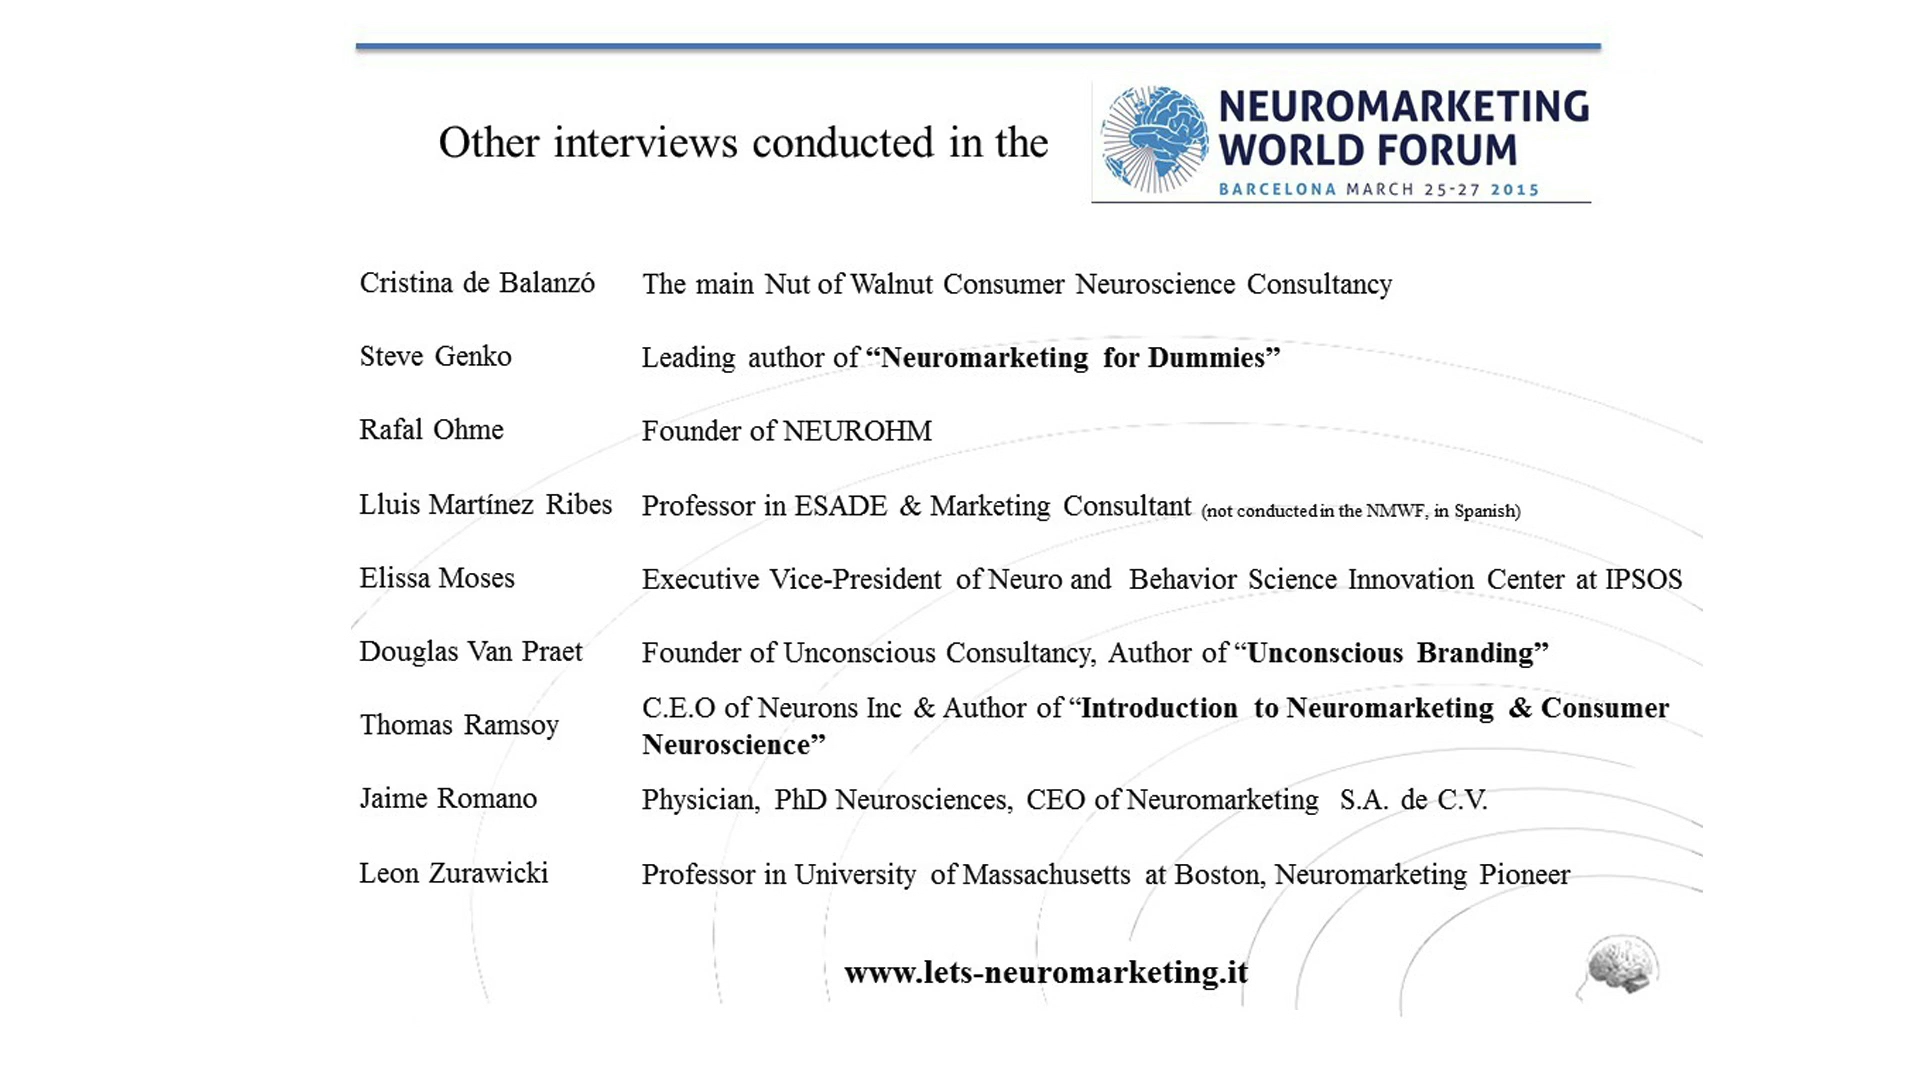 Other interviews conducted in the
NEUROMARKETING
WORLD FORUM
BARCELONA MARCH 25-27 2015
Cristina de Balanzó The main Nut of Walnut Consumer Neuroscience Consultancy
Steve Genko Leading author of “Neuromarketing for Dummies”
Rafal Ohme Founder of NEUROHM
Lluis Martínez Ribes Professor in ESADE & Marketing Consultant (not conducted in the NMWF, in Spanish)
Elissa Moses Executive Vice-President of Neuro and Behavior Science Innovation Center at IPSOS
Douglas Van Praet Founder of Unconscious Consultancy, Author of “Unconscious Branding”
Thomas Ramsoy C.E.O of Neurons Inc & Author of “Introduction to Neuromarketing & Consumer
Neuroscience”
Jaime Romano Physician, PhD Neurosciences, CEO of Neuromarketing S.A. de C.V.
Leon Zurawicki Professor in University of Massachusetts at Boston, Neuromarketing Pioneer
www.lets-neuromarketing.it